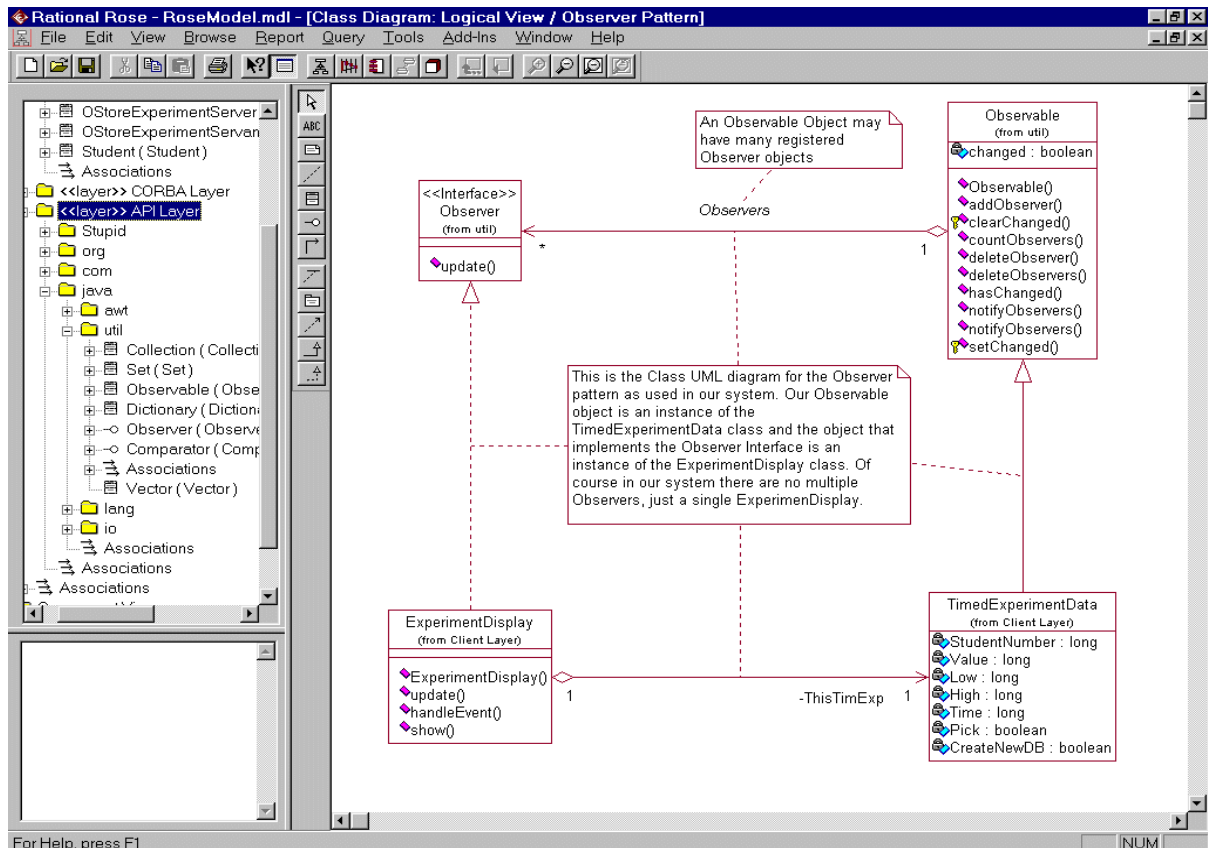 Rational Rose - RoseModel.mdl - [Class Diagram: Logical View / Observer Pattern]
File Edit View Browse Report Query Tools Add-Ins Window Help
OStoreExperimentServer
OStoreExperimentServan
Student ( Student )
Associations
<<layer>> CORBA Layer
<<layer>> API Layer
Stupid
org
com
java
awt
util
Collection ( Collecti
Set ( Set )
Observable ( Obse
Dictionary ( Diction
Observer ( Observe
Comparator ( Comp
Associations
Vector ( Vector )
lang
io
Associations
Associations
Associations
ABC
An Observable Object may
have many registered
Observer objects
Observable
(from util)
changed : boolean
Observable()
addObserver()
clearChanged()
countObservers()
deleteObserver()
deleteObservers()
hasChanged()
notifyObservers()
notifyObservers()
setChanged()
<<Interface>>
Observer
(from util)
update()
Observers
*
1
This is the Class UML diagram for the Observer
pattern as used in our system. Our Observable
object is an instance of the
TimedExperimentData class and the object that
implements the Observer Interface is an
instance of the ExperimentDisplay class. Of
course in our system there are no multiple
Observers, just a single ExperimenDisplay.
ExperimentDisplay
(from Client Layer)
ExperimentDisplay()
update()
handleEvent()
show()
1
-ThisTimExp
1
TimedExperimentData
(from Client Layer)
StudentNumber : long
Value : long
Low : long
High : long
Time : long
Pick : boolean
CreateNewDB : boolean
For Help, press F1
NUM